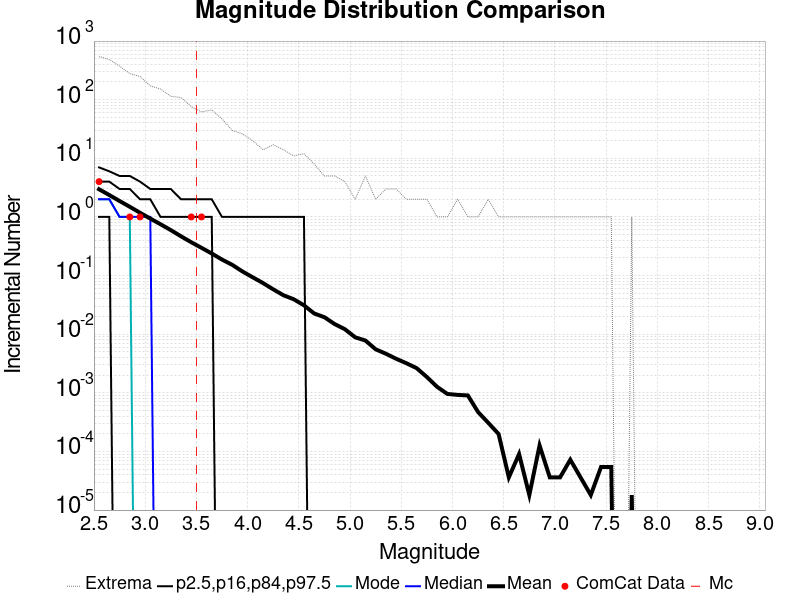 Magnitude Distribution Comparison
10^3
10^2
10^1
10^0
10^-1
10^-2
10^-3
10^-4
10^-5
Incremental Number
2.5 3.0 3.5 4.0 4.5 5.0 5.5 6.0 6.5 7.0 7.5 8.0 8.5 9.0
Magnitude
Extrema p2.5,p16,p84,p97.5 Mode Median Mean ComCat Data Mc